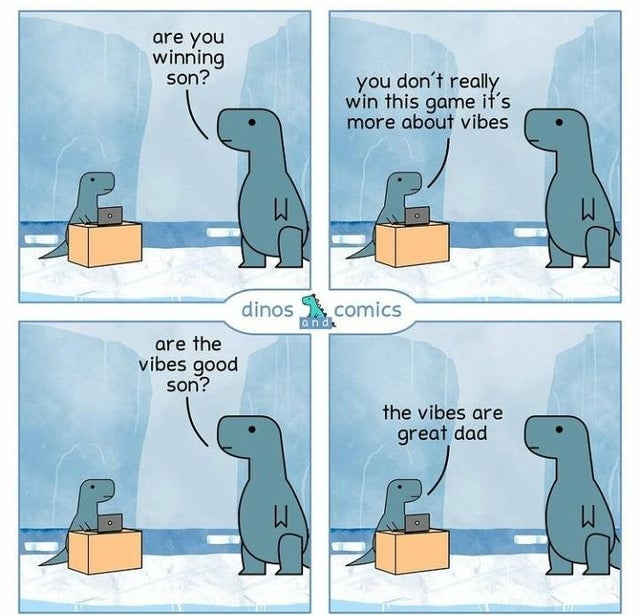 are you
winning
son?
you don't really
win this game it's
more about vibes
dinos and comics
are the
vibes good
son?
the vibes are
great dad